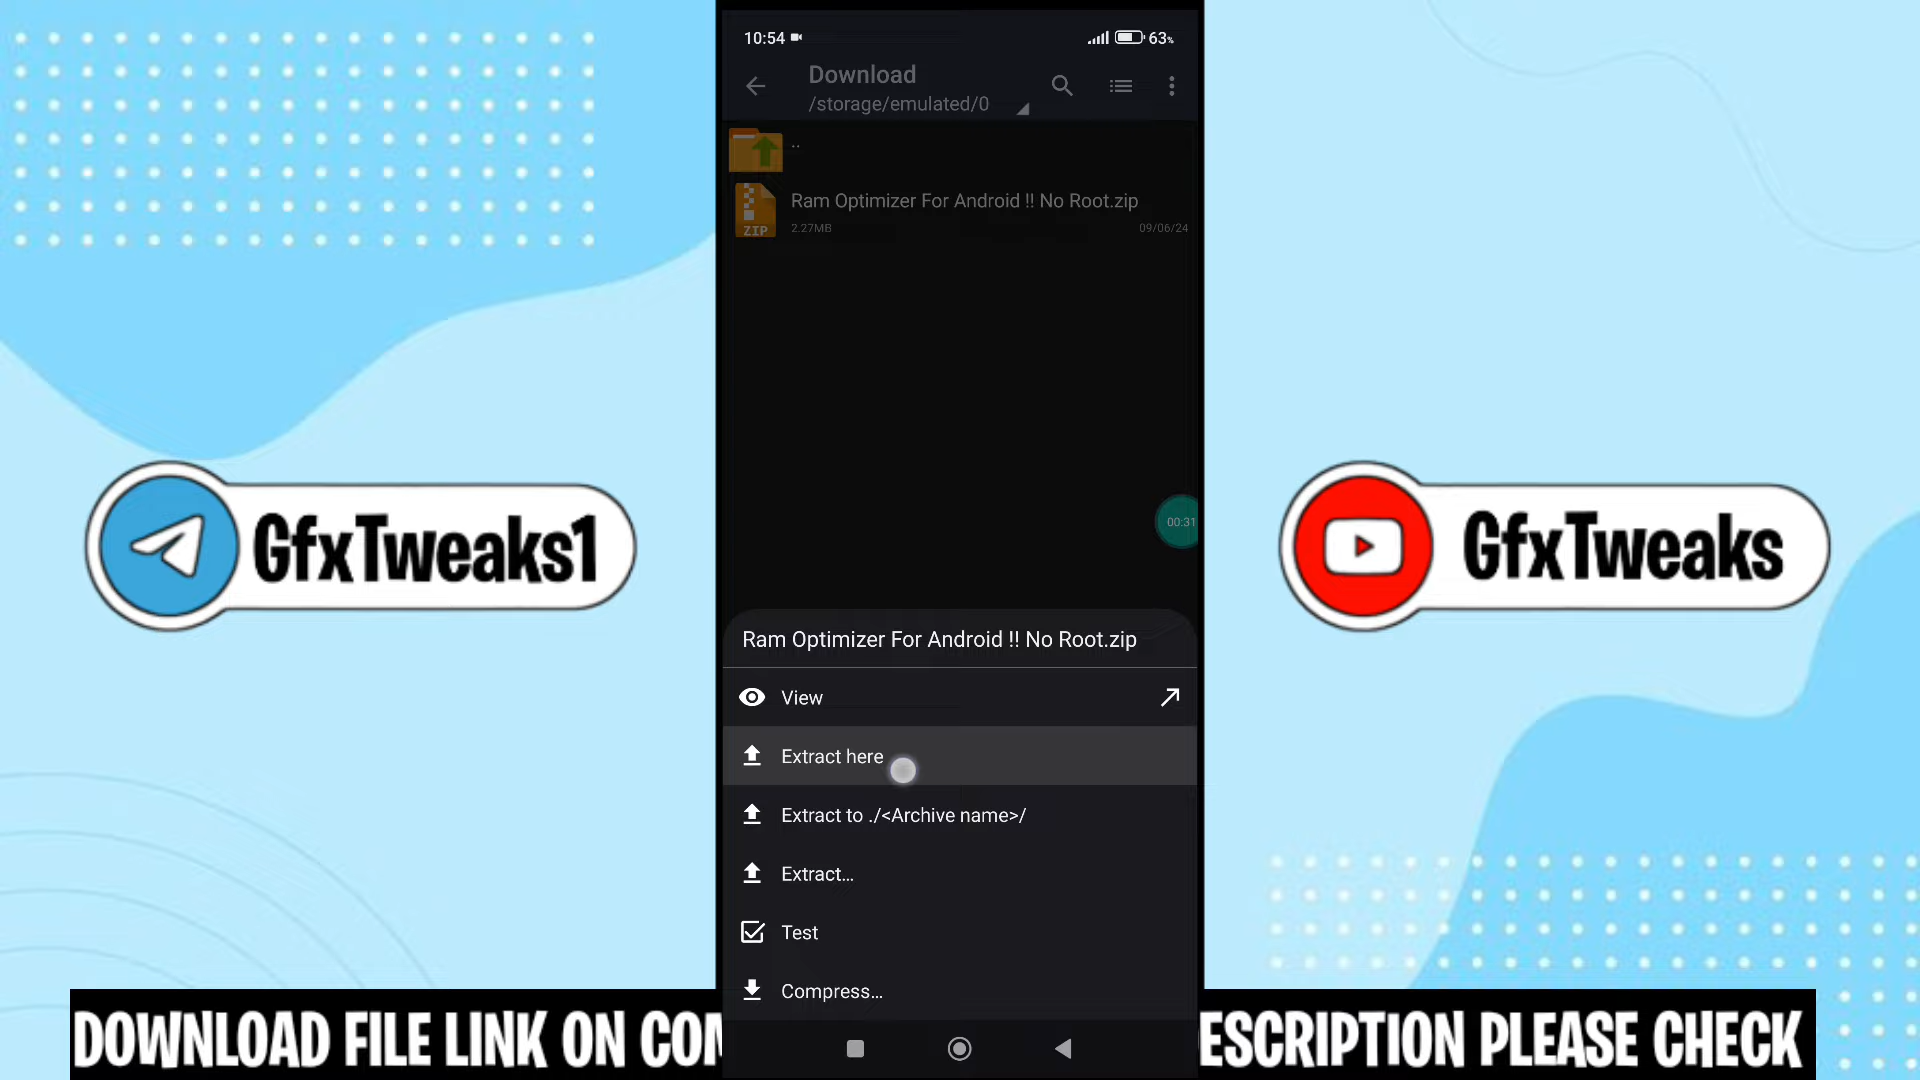 10:54
63%
Download
/storage/emulated/0
..
Ram Optimizer For Android !! No Root.zip
ZIP
2.27MB
09/06/24
00:31
GfxTweaks1
GfxTweaks
Ram Optimizer For Android !! No Root.zip
View
Extract here
Extract to ./<Archive name>/
Extract...
Test
Compress...
DOWNLOAD FILE LINK ON COM
ESCRIPTION PLEASE CHECK